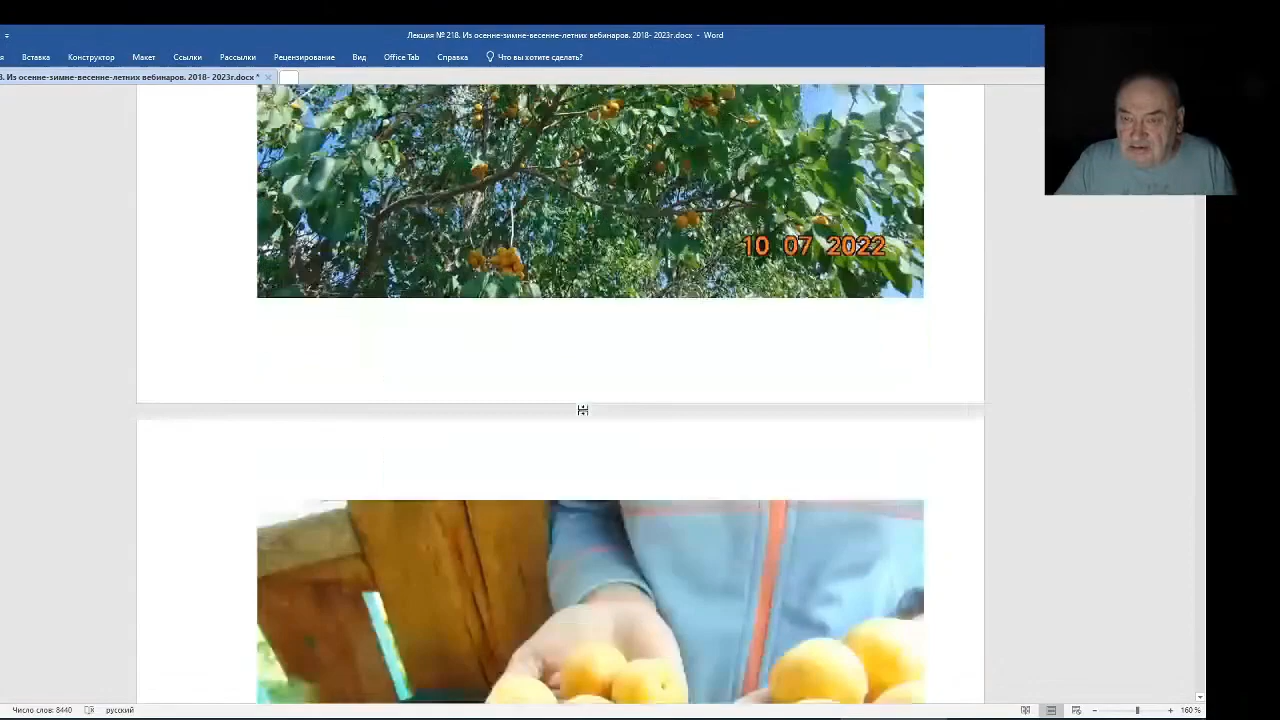 Лекция № 218. Из осенне-зимне-весенне-летних вебинаров. 2018- 2023г.docx - Word
Вставка Конструктор Макет Ссылки Рассылки Рецензирование Вид Office Tab Справка Что вы хотите сделать?
8. Из осенне-зимне-весенне-летних вебинаров. 2018- 2023г.docx *
10 07 2022
Число слов: 8440 русский 160 %